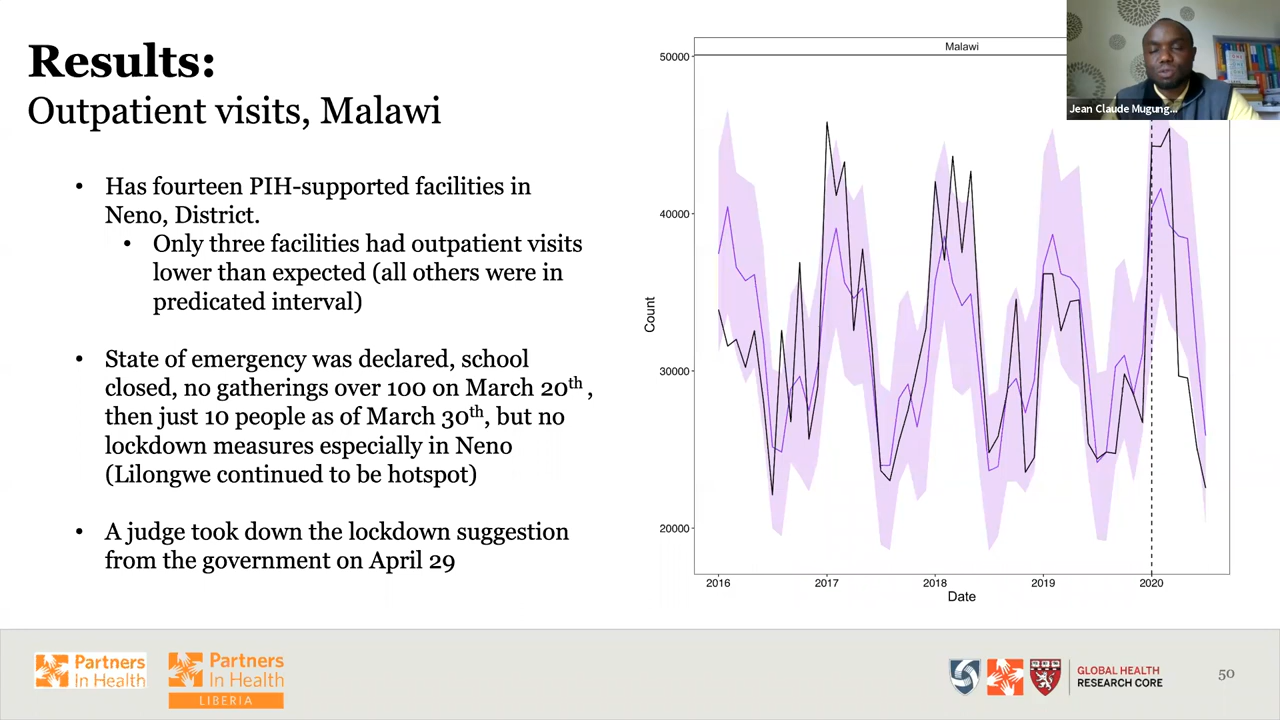 Results:
Outpatient visits, Malawi
• Has fourteen PIH-supported facilities in
Neno, District.
• Only three facilities had outpatient visits
lower than expected (all others were in
predicated interval)
• State of emergency was declared, school
closed, no gatherings over 100 on March 20th ,
then just 10 people as of March 30th, but no
lockdown measures especially in Neno
(Lilongwe continued to be hotspot)
• A judge took down the lockdown suggestion
from the government on April 29
Malawi
50000
40000
30000
20000
Count
2016 2017 2018 2019 2020
Date
Jean Claude Mugung...
Partners
In Health
Partners
In Health
LIBERIA
GLOBAL HEALTH
RESEARCH CORE
50